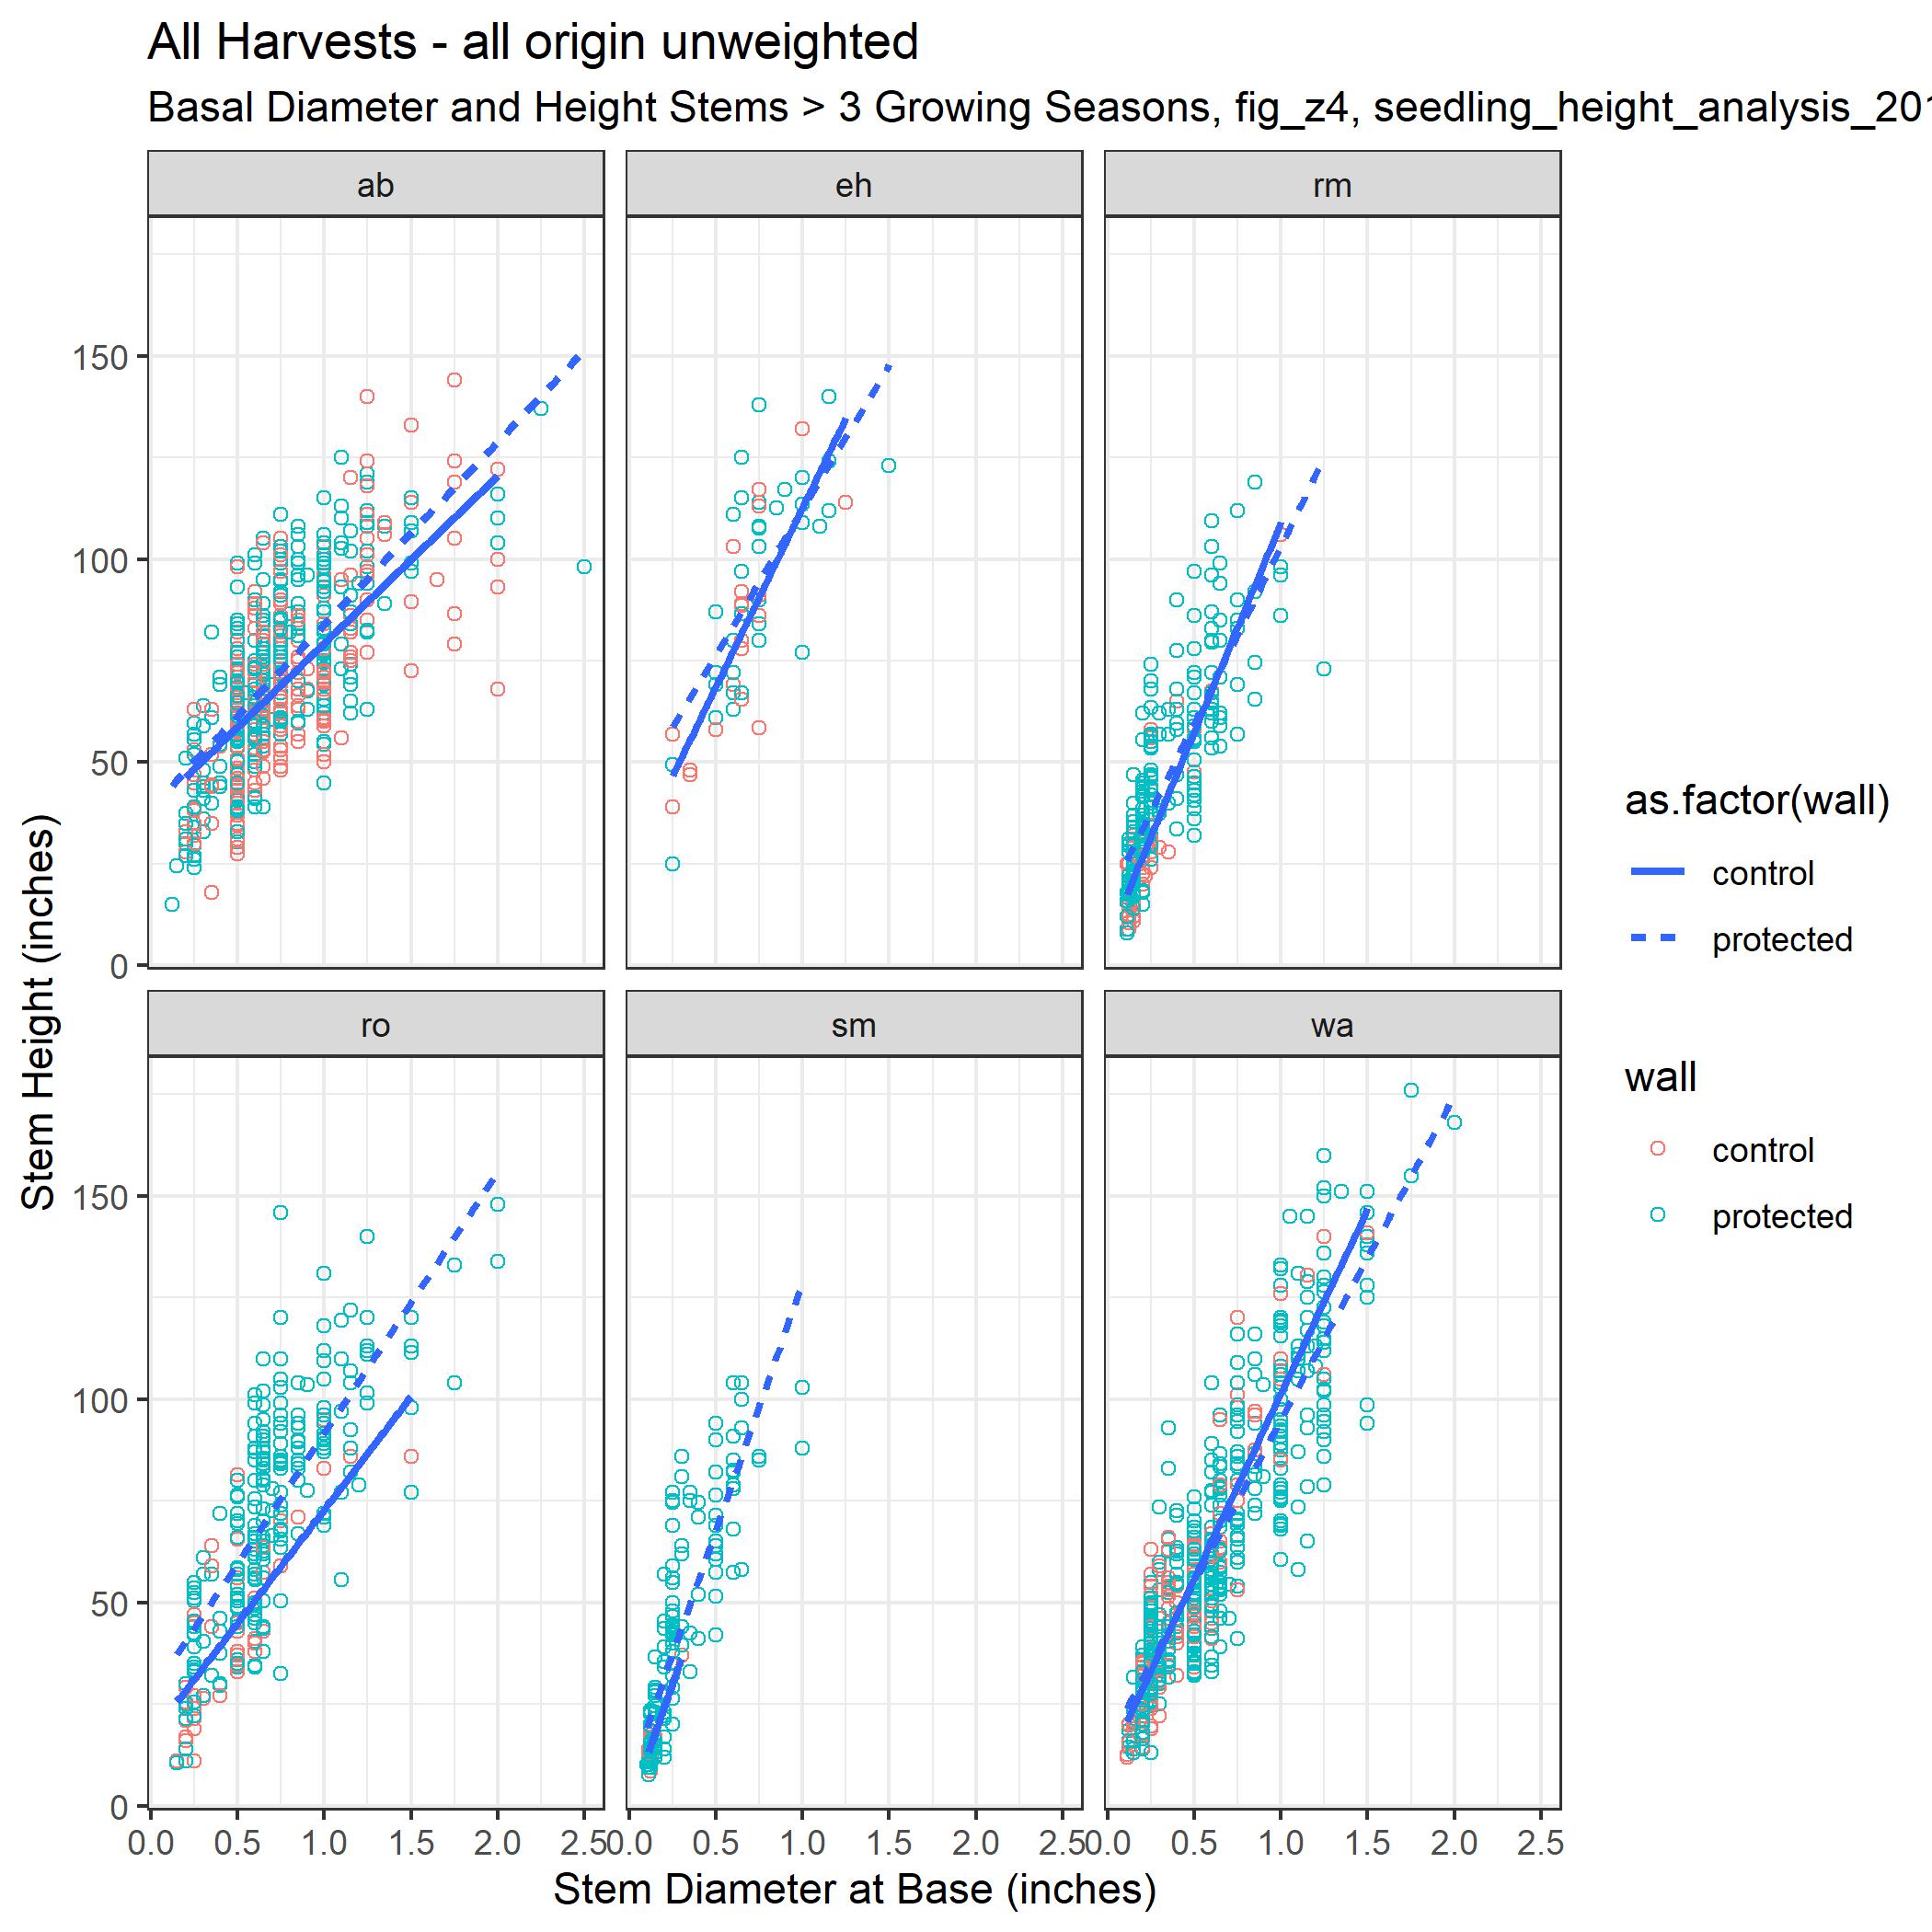 All Harvests - all origin unweighted
Basal Diameter and Height Stems > 3 Growing Seasons, fig_z4, seedling_height_analysis_20
ab eh rm
150
100
50
0
ro sm wa
150
100
50
0
0.0 0.5 1.0 1.5 2.0 2.5 0.0 0.5 1.0 1.5 2.0 2.5 0.0 0.5 1.0 1.5 2.0 2.5
Stem Diameter at Base (inches)
Stem Height (inches)
as.factor(wall)
control
protected
wall
control
protected